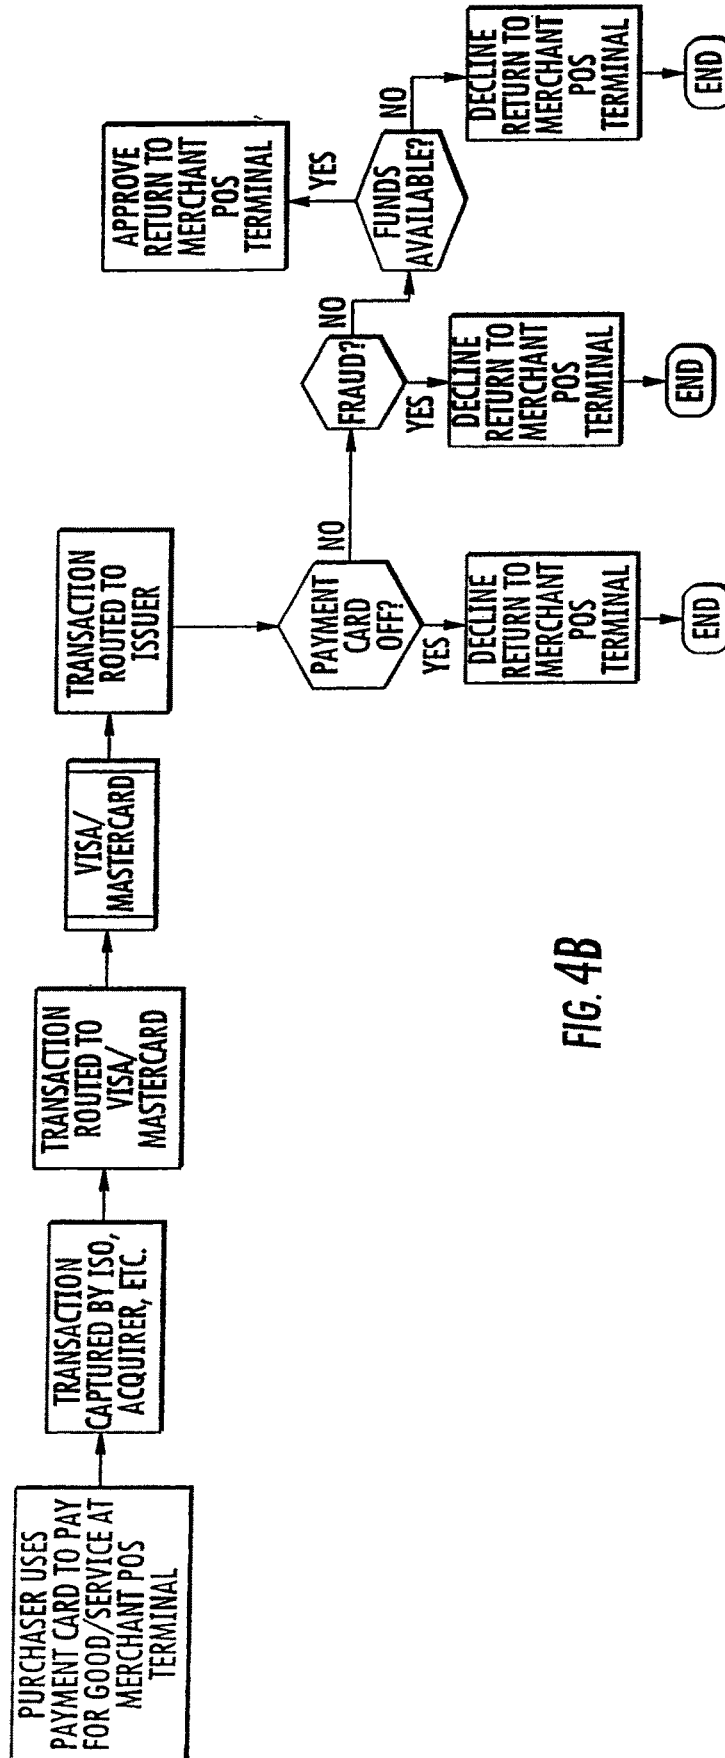 PURCHASER USES
PAYMENT CARD TO PAY
FOR GOOD/SERVICE AT
MERCHANT POS
TERMINAL
TRANSACTION
CAPTURED BY ISO,
ACQUIRER, ETC.
TRANSACTION
ROUTED TO
VISA/
MASTERCARD
VISA/
MASTERCARD
TRANSACTION
ROUTED TO
ISSUER
PAYMENT
CARD
OFF?
YES
DECLINE
RETURN TO
MERCHANT
POS
TERMINAL
END
NO
FRAUD?
YES
DECLINE
RETURN TO
MERCHANT
POS
TERMINAL
END
NO
FUNDS
AVAILABLE?
YES
APPROVE
RETURN TO
MERCHANT
POS
TERMINAL
NO
DECLINE
RETURN TO
MERCHANT
POS
TERMINAL
END
FIG. 4B